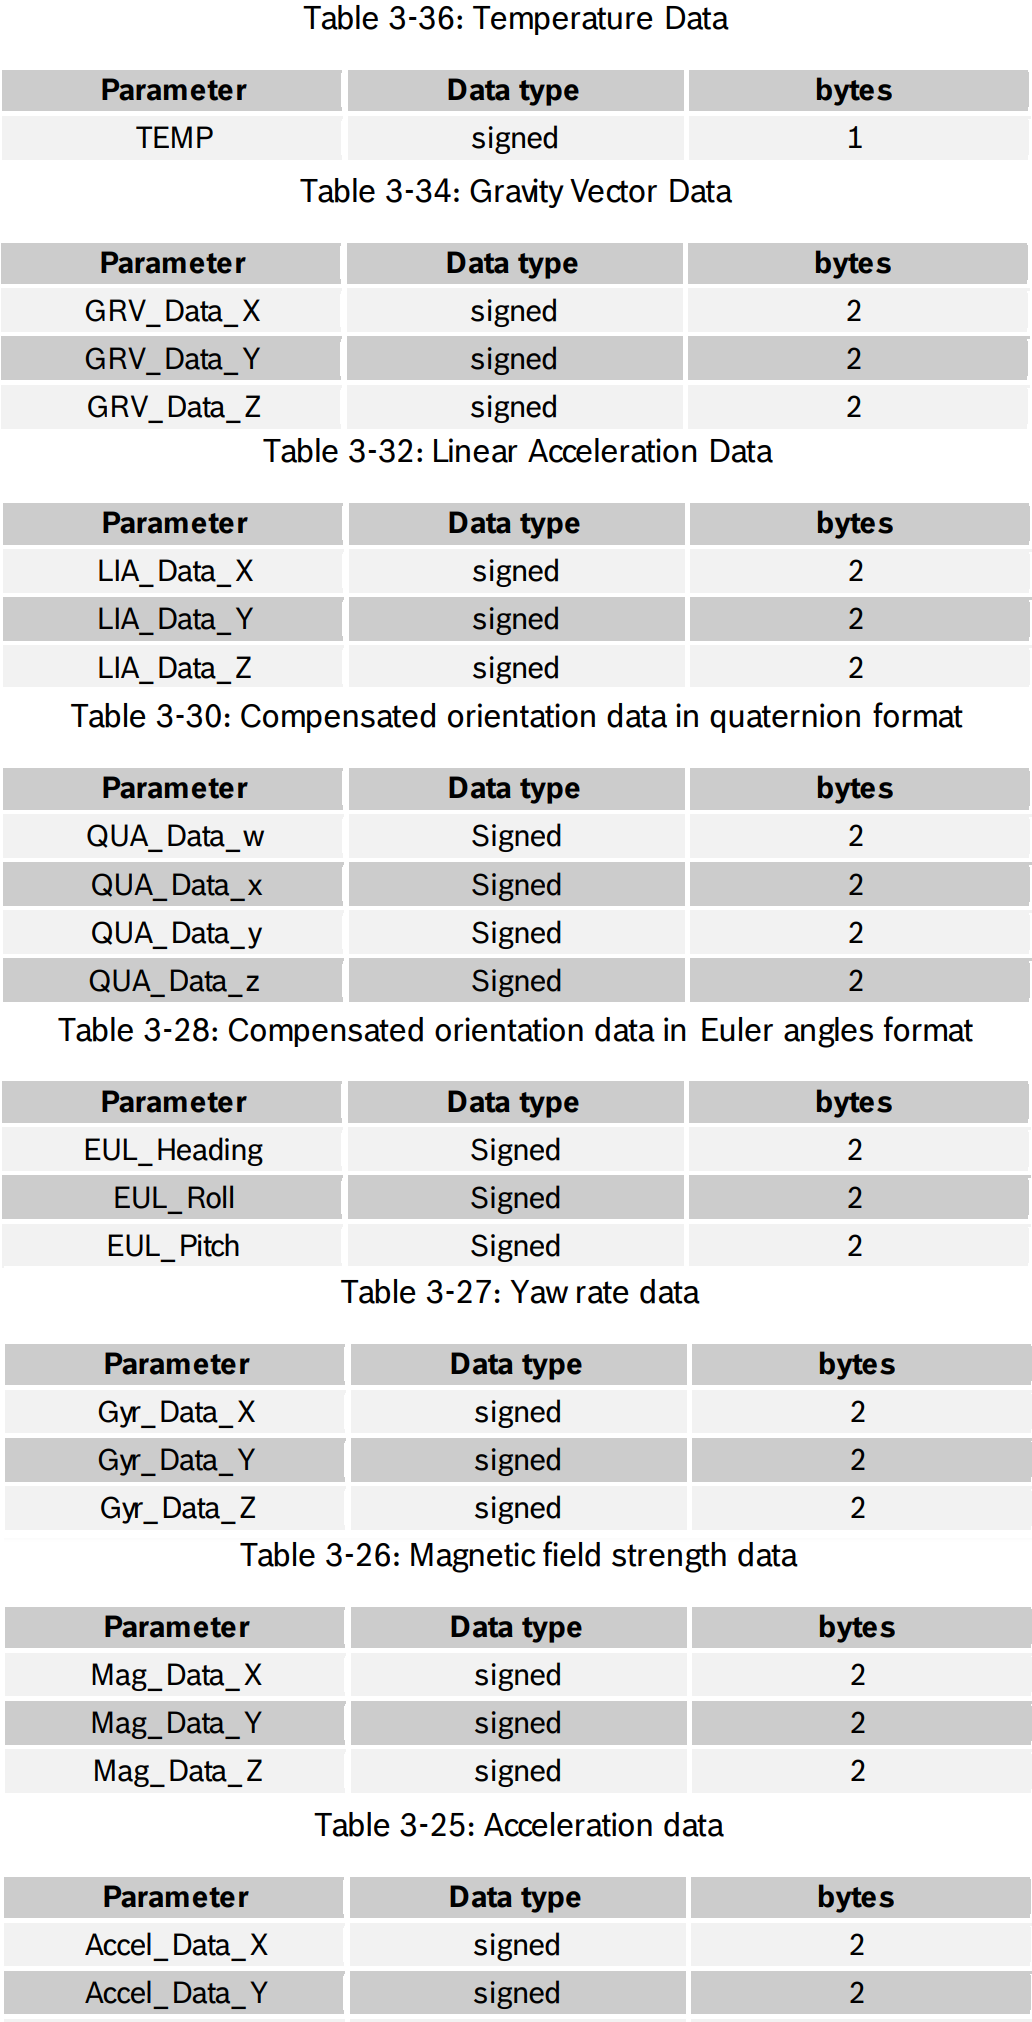 Table 3-36: Temperature Data
Parameter Data type bytes
TEMP signed 1
Table 3-34: Gravity Vector Data
Parameter Data type bytes
GRV_Data_X signed 2
GRV_Data_Y signed 2
GRV_Data_Z signed 2
Table 3-32: Linear Acceleration Data
Parameter Data type bytes
LIA_Data_X signed 2
LIA_Data_Y signed 2
LIA_Data_Z signed 2
Table 3-30: Compensated orientation data in quaternion format
Parameter Data type bytes
QUA_Data_w Signed 2
QUA_Data_x Signed 2
QUA_Data_y Signed 2
QUA_Data_z Signed 2
Table 3-28: Compensated orientation data in Euler angles format
Parameter Data type bytes
EUL_Heading Signed 2
EUL_Roll Signed 2
EUL_Pitch Signed 2
Table 3-27: Yaw rate data
Parameter Data type bytes
Gyr_Data_X signed 2
Gyr_Data_Y signed 2
Gyr_Data_Z signed 2
Table 3-26: Magnetic field strength data
Parameter Data type bytes
Mag_Data_X signed 2
Mag_Data_Y signed 2
Mag_Data_Z signed 2
Table 3-25: Acceleration data
Parameter Data type bytes
Accel_Data_X signed 2
Accel_Data_Y signed 2